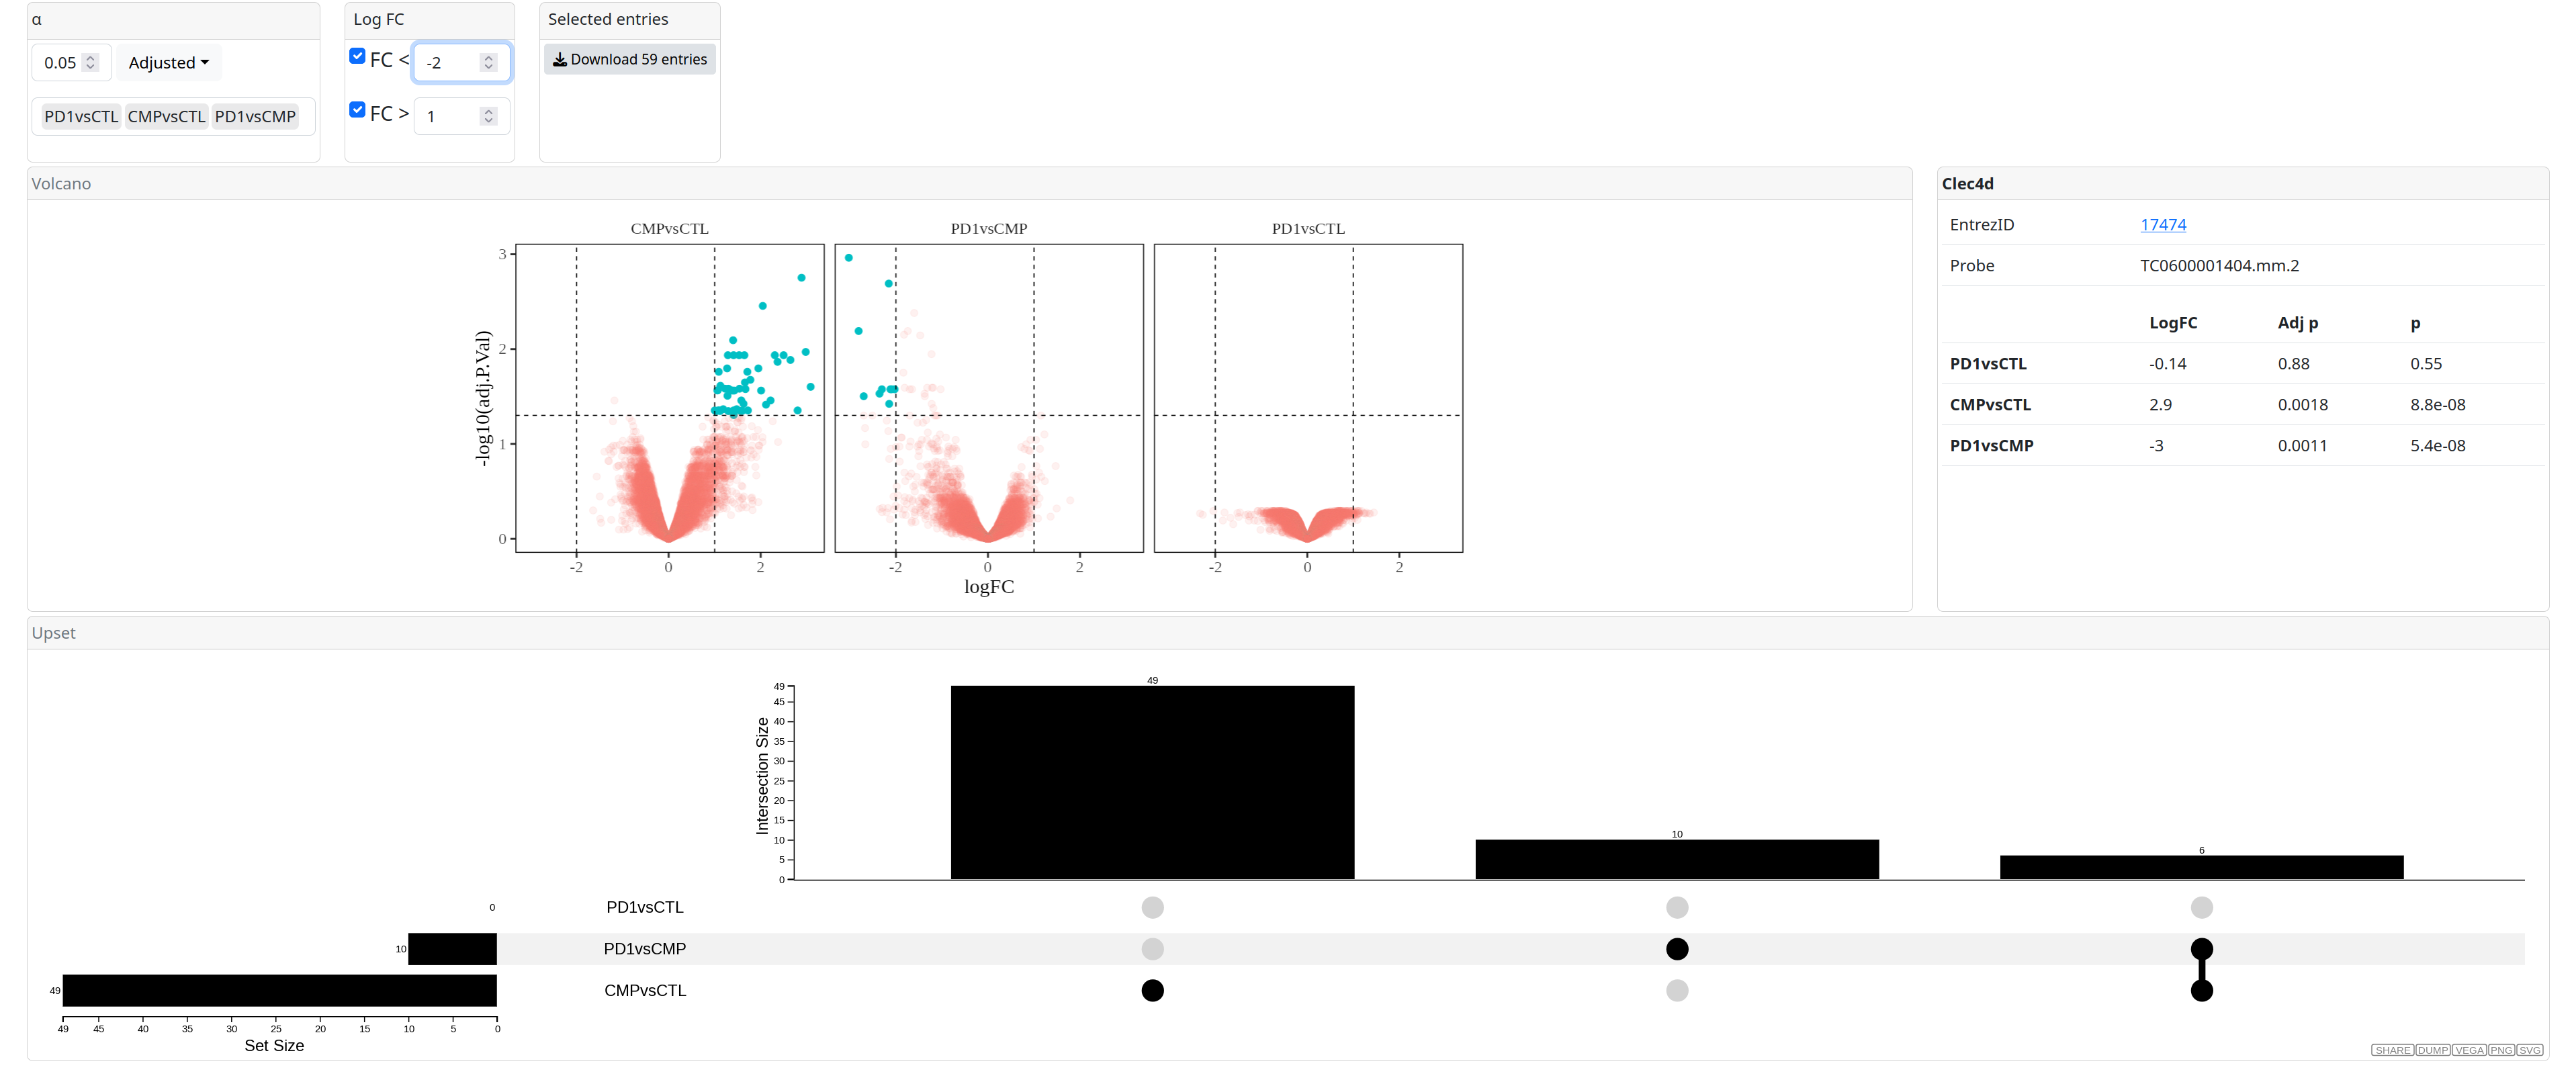 α
Log FC
Selected entries
0.05 Adjusted
FC < -2
Download 59 entries
PD1vsCTL CMPvsCTL PD1vsCMP
FC > 1
Volcano
CMPvsCTL
PD1vsCMP
PD1vsCTL
3
2
1
0
-log10(adj.P.Val)
-2 0 2
-2 0 2
-2 0 2
logFC
Clec4d
EntrezID 17474
Probe TC0600001404.mm.2
LogFC Adj p p
PD1vsCTL -0.14 0.88 0.55
CMPvsCTL 2.9 0.0018 8.8e-08
PD1vsCMP -3 0.0011 5.4e-08
Upset
49
45
40
35
30
25
20
15
10
5
0
Intersection Size
49
10
6
0 PD1vsCTL
10 PD1vsCMP
49 CMPvsCTL
49 45 40 35 30 25 20 15 10 5 0
Set Size
SHARE DUMP VEGA PNG SVG